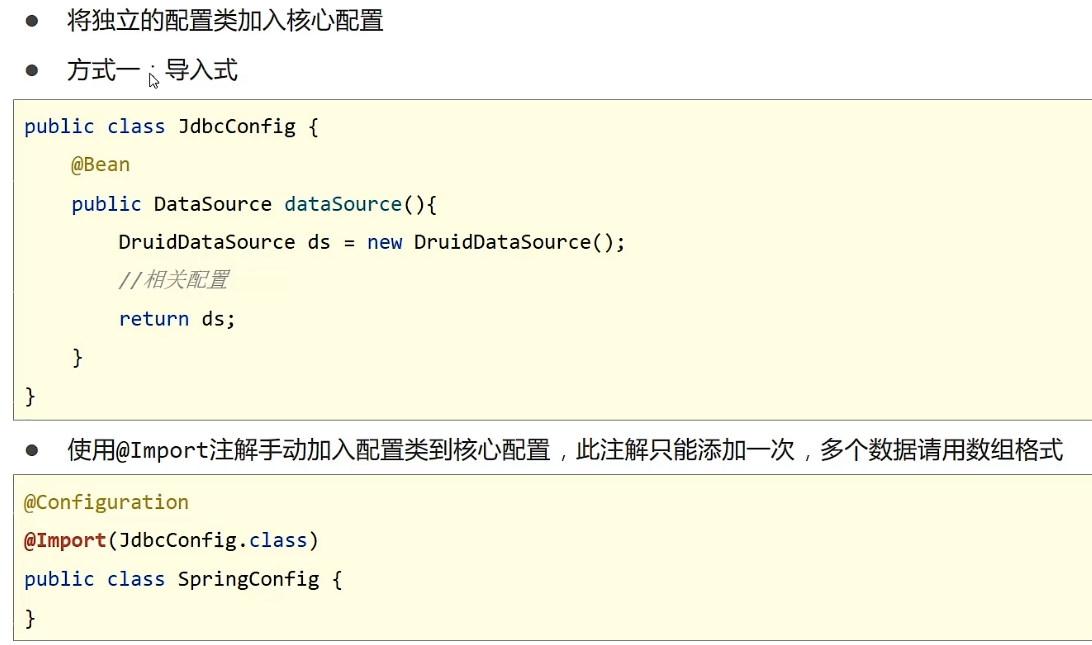 ● 将独立的配置类加入核心配置
● 方式一：导入式
public class JdbcConfig {
    @Bean
    public DataSource dataSource(){
        DruidDataSource ds = new DruidDataSource();
        //相关配置
        return ds;
    }
}
● 使用@Import注解手动加入配置类到核心配置，此注解只能添加一次，多个数据请用数组格式
@Configuration
@Import(JdbcConfig.class)
public class SpringConfig {
}